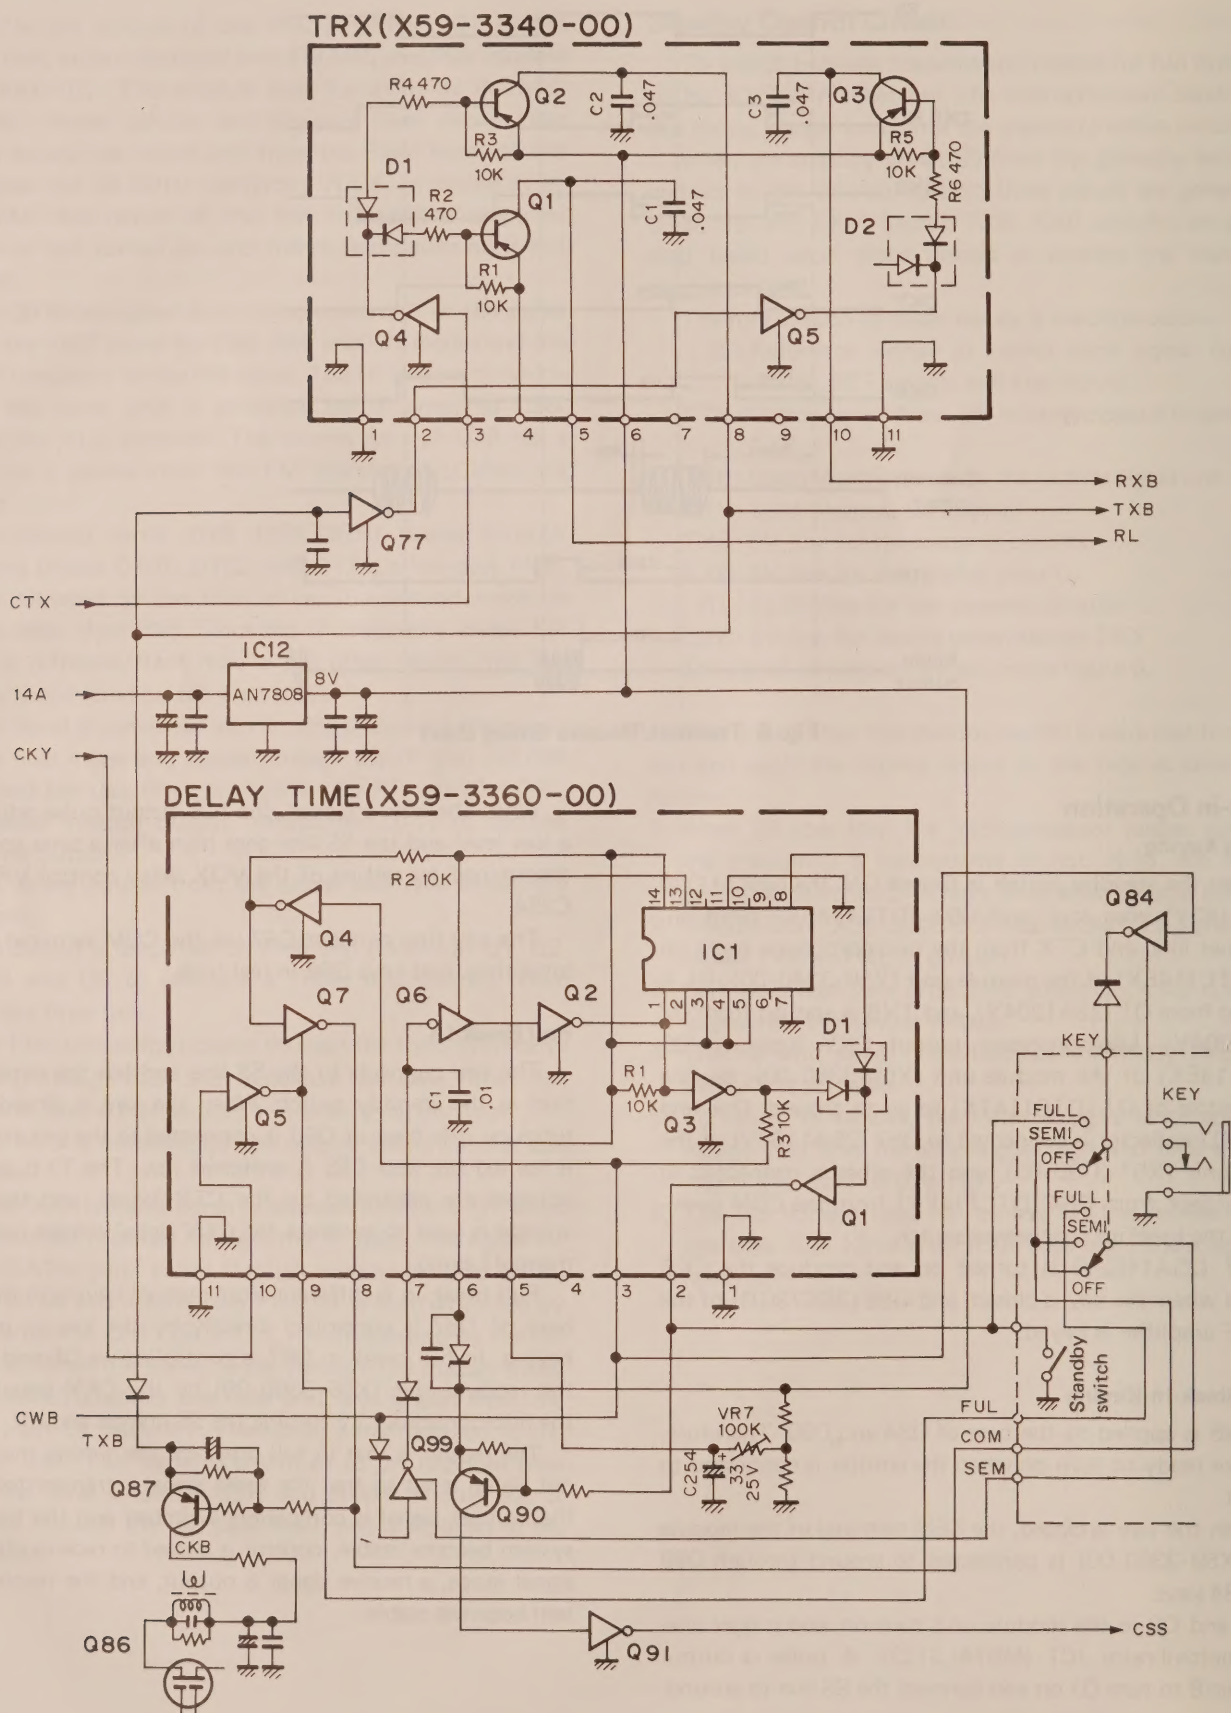 TRX(X59-3340-00)
R4 470
Q2
C2
.047
C3
.047
Q3
R3
10K
R5
10K
R6 470
D1
R2
470
Q1
C1
.047
D2
R1
10K
Q4
Q5
1 2 3 4 5 6 7 8 9 10 11
RXB
TXB
RL
Q77
CTX
IC12
14A
AN7808
8V
CKY
DELAY TIME(X59-3360-00)
R2 10K
14 13 12 11 10 9 8
Q84
Q4
IC1
Q7
Q6
Q2
1 2 3 4 5 6 7
D1
KEY
Q5
C1
.01
R1
10K
Q3
R3 10K
KEY
FULL
SEMI
OFF
Q1
FULL
SEMI
OFF
11 10 9 8 7 6 5 4 3 2 1
Standby
switch
CWB
FUL
TXB
Q99
VR7
100K
COM
C254
+
33
25V
SEM
Q87
Q90
CKB
Q86
Q91
CSS